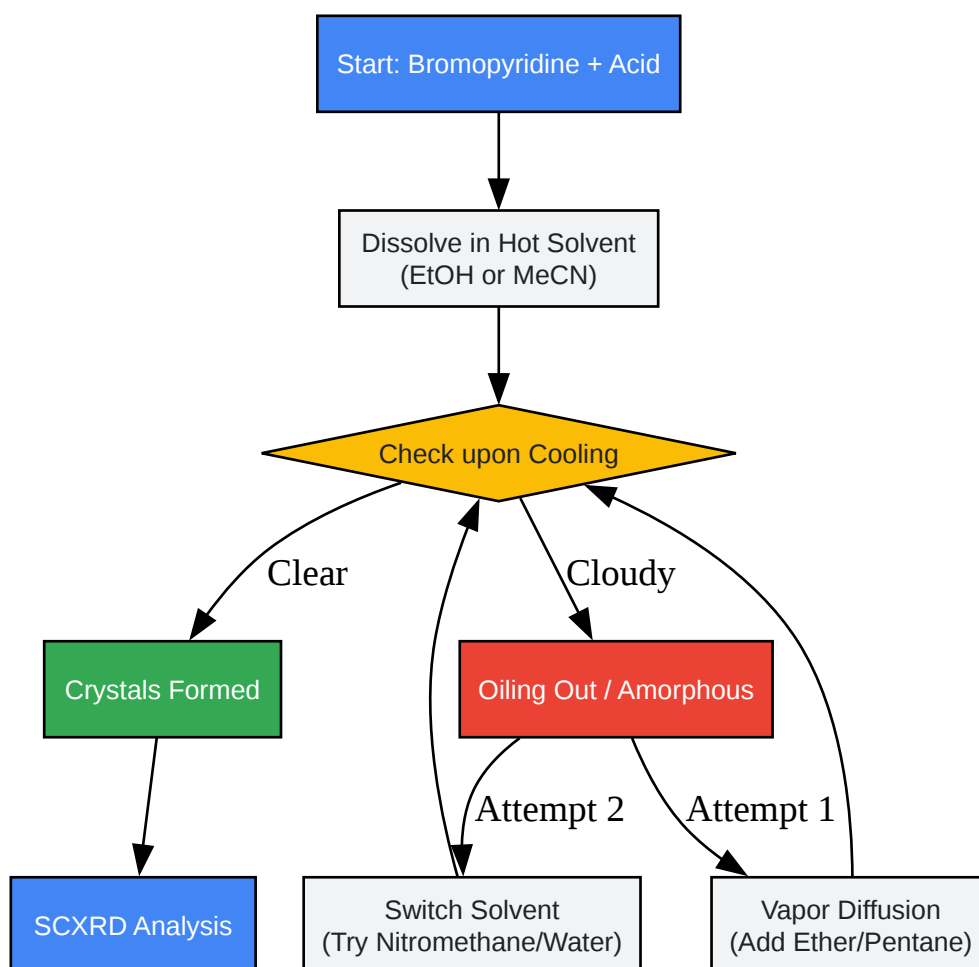 Start: Bromopyridine + Acid
Dissolve in Hot Solvent
(EtOH or MeCN)
Check upon Cooling
Clear
Cloudy
Crystals Formed
Oiling Out / Amorphous
Attempt 2
Attempt 1
SCXRD Analysis
Switch Solvent
(Try Nitromethane/Water)
Vapor Diffusion
(Add Ether/Pentane)